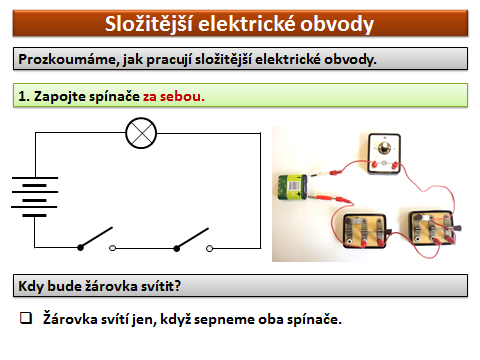 Složitější elektrické obvody
Prozkoumáme, jak pracují složitější elektrické obvody.
1. Zapojte spínače za sebou.
Kdy bude žárovka svítit?
Žárovka svítí jen, když sepneme oba spínače.